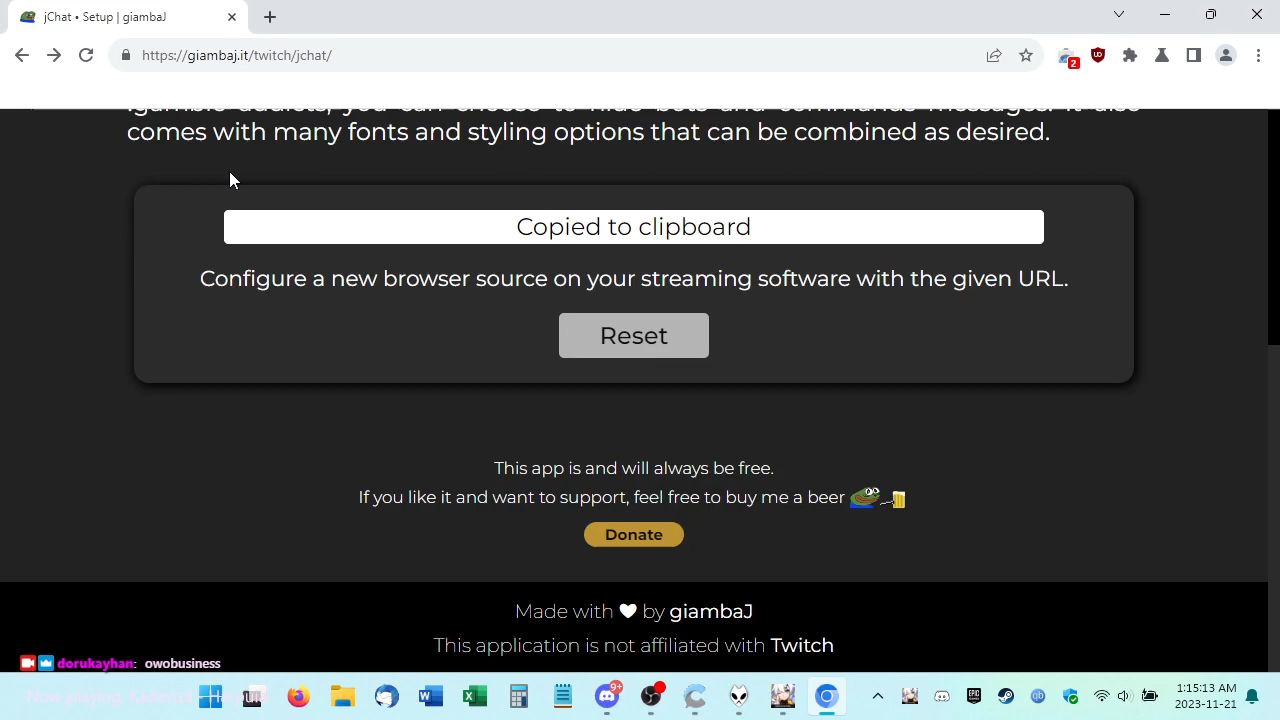 jChat • Setup | giambaJ
https://giambaj.it/twitch/jchat/
2
comes with many fonts and styling options that can be combined as desired.
Copied to clipboard
Configure a new browser source on your streaming software with the given URL.
Reset
This app is and will always be free.
If you like it and want to support, feel free to buy me a beer
Donate
Made with ♥ by giambaJ
This application is not affiliated with Twitch
dorukayhan: owobusiness
9+
1:15:13 AM
2023-11-21